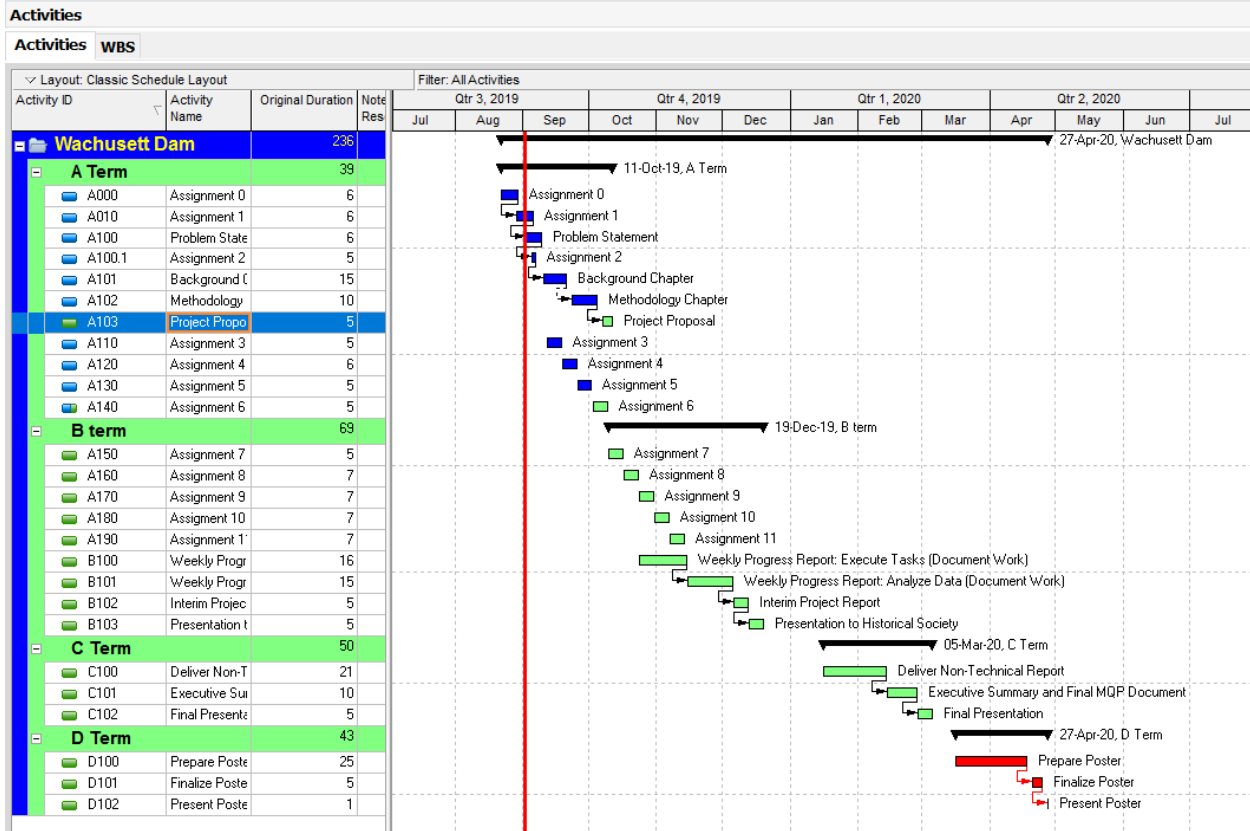 Activities
Activities WBS
Layout: Classic Schedule Layout Filter: All Activities
Activity ID Activity Name Original Duration Note Res Qtr 3, 2019 Qtr 4, 2019 Qtr 1, 2020 Qtr 2, 2020
Jul Aug Sep Oct Nov Dec Jan Feb Mar Apr May Jun Jul
Wachusett Dam 236 27-Apr-20, Wachusett Dam
A Term 39 11-Oct-19, A Term
A000 Assignment 0 6 Assignment 0
A010 Assignment 1 6 Assignment 1
A100 Problem State 6 Problem Statement
A100.1 Assignment 2 5 Assignment 2
A101 Background ( 15 Background Chapter
A102 Methodology 10 Methodology Chapter
A103 Project Propo 5 Project Proposal
A110 Assignment 3 5 Assignment 3
A120 Assignment 4 6 Assignment 4
A130 Assignment 5 5 Assignment 5
A140 Assignment 6 5 Assignment 6
B term 69 19-Dec-19, B term
A150 Assignment 7 5 Assignment 7
A160 Assignment 8 7 Assignment 8
A170 Assignment 9 7 Assignment 9
A180 Assigment 10 7 Assigment 10
A190 Assignment 1 7 Assignment 11
B100 Weekly Progr 16 Weekly Progress Report: Execute Tasks (Document Work)
B101 Weekly Progr 15 Weekly Progress Report: Analyze Data (Document Work)
B102 Interim Projec 5 Interim Project Report
B103 Presentation t 5 Presentation to Historical Society
C Term 50 05-Mar-20, C Term
C100 Deliver Non-T 21 Deliver Non-Technical Report
C101 Executive Su 10 Executive Summary and Final MQP Document
C102 Final Presenta 5 Final Presentation
D Term 43 27-Apr-20, D Term
D100 Prepare Poste 25 Prepare Poster
D101 Finalize Poste 5 Finalize Poster
D102 Present Poste 1 Present Poster